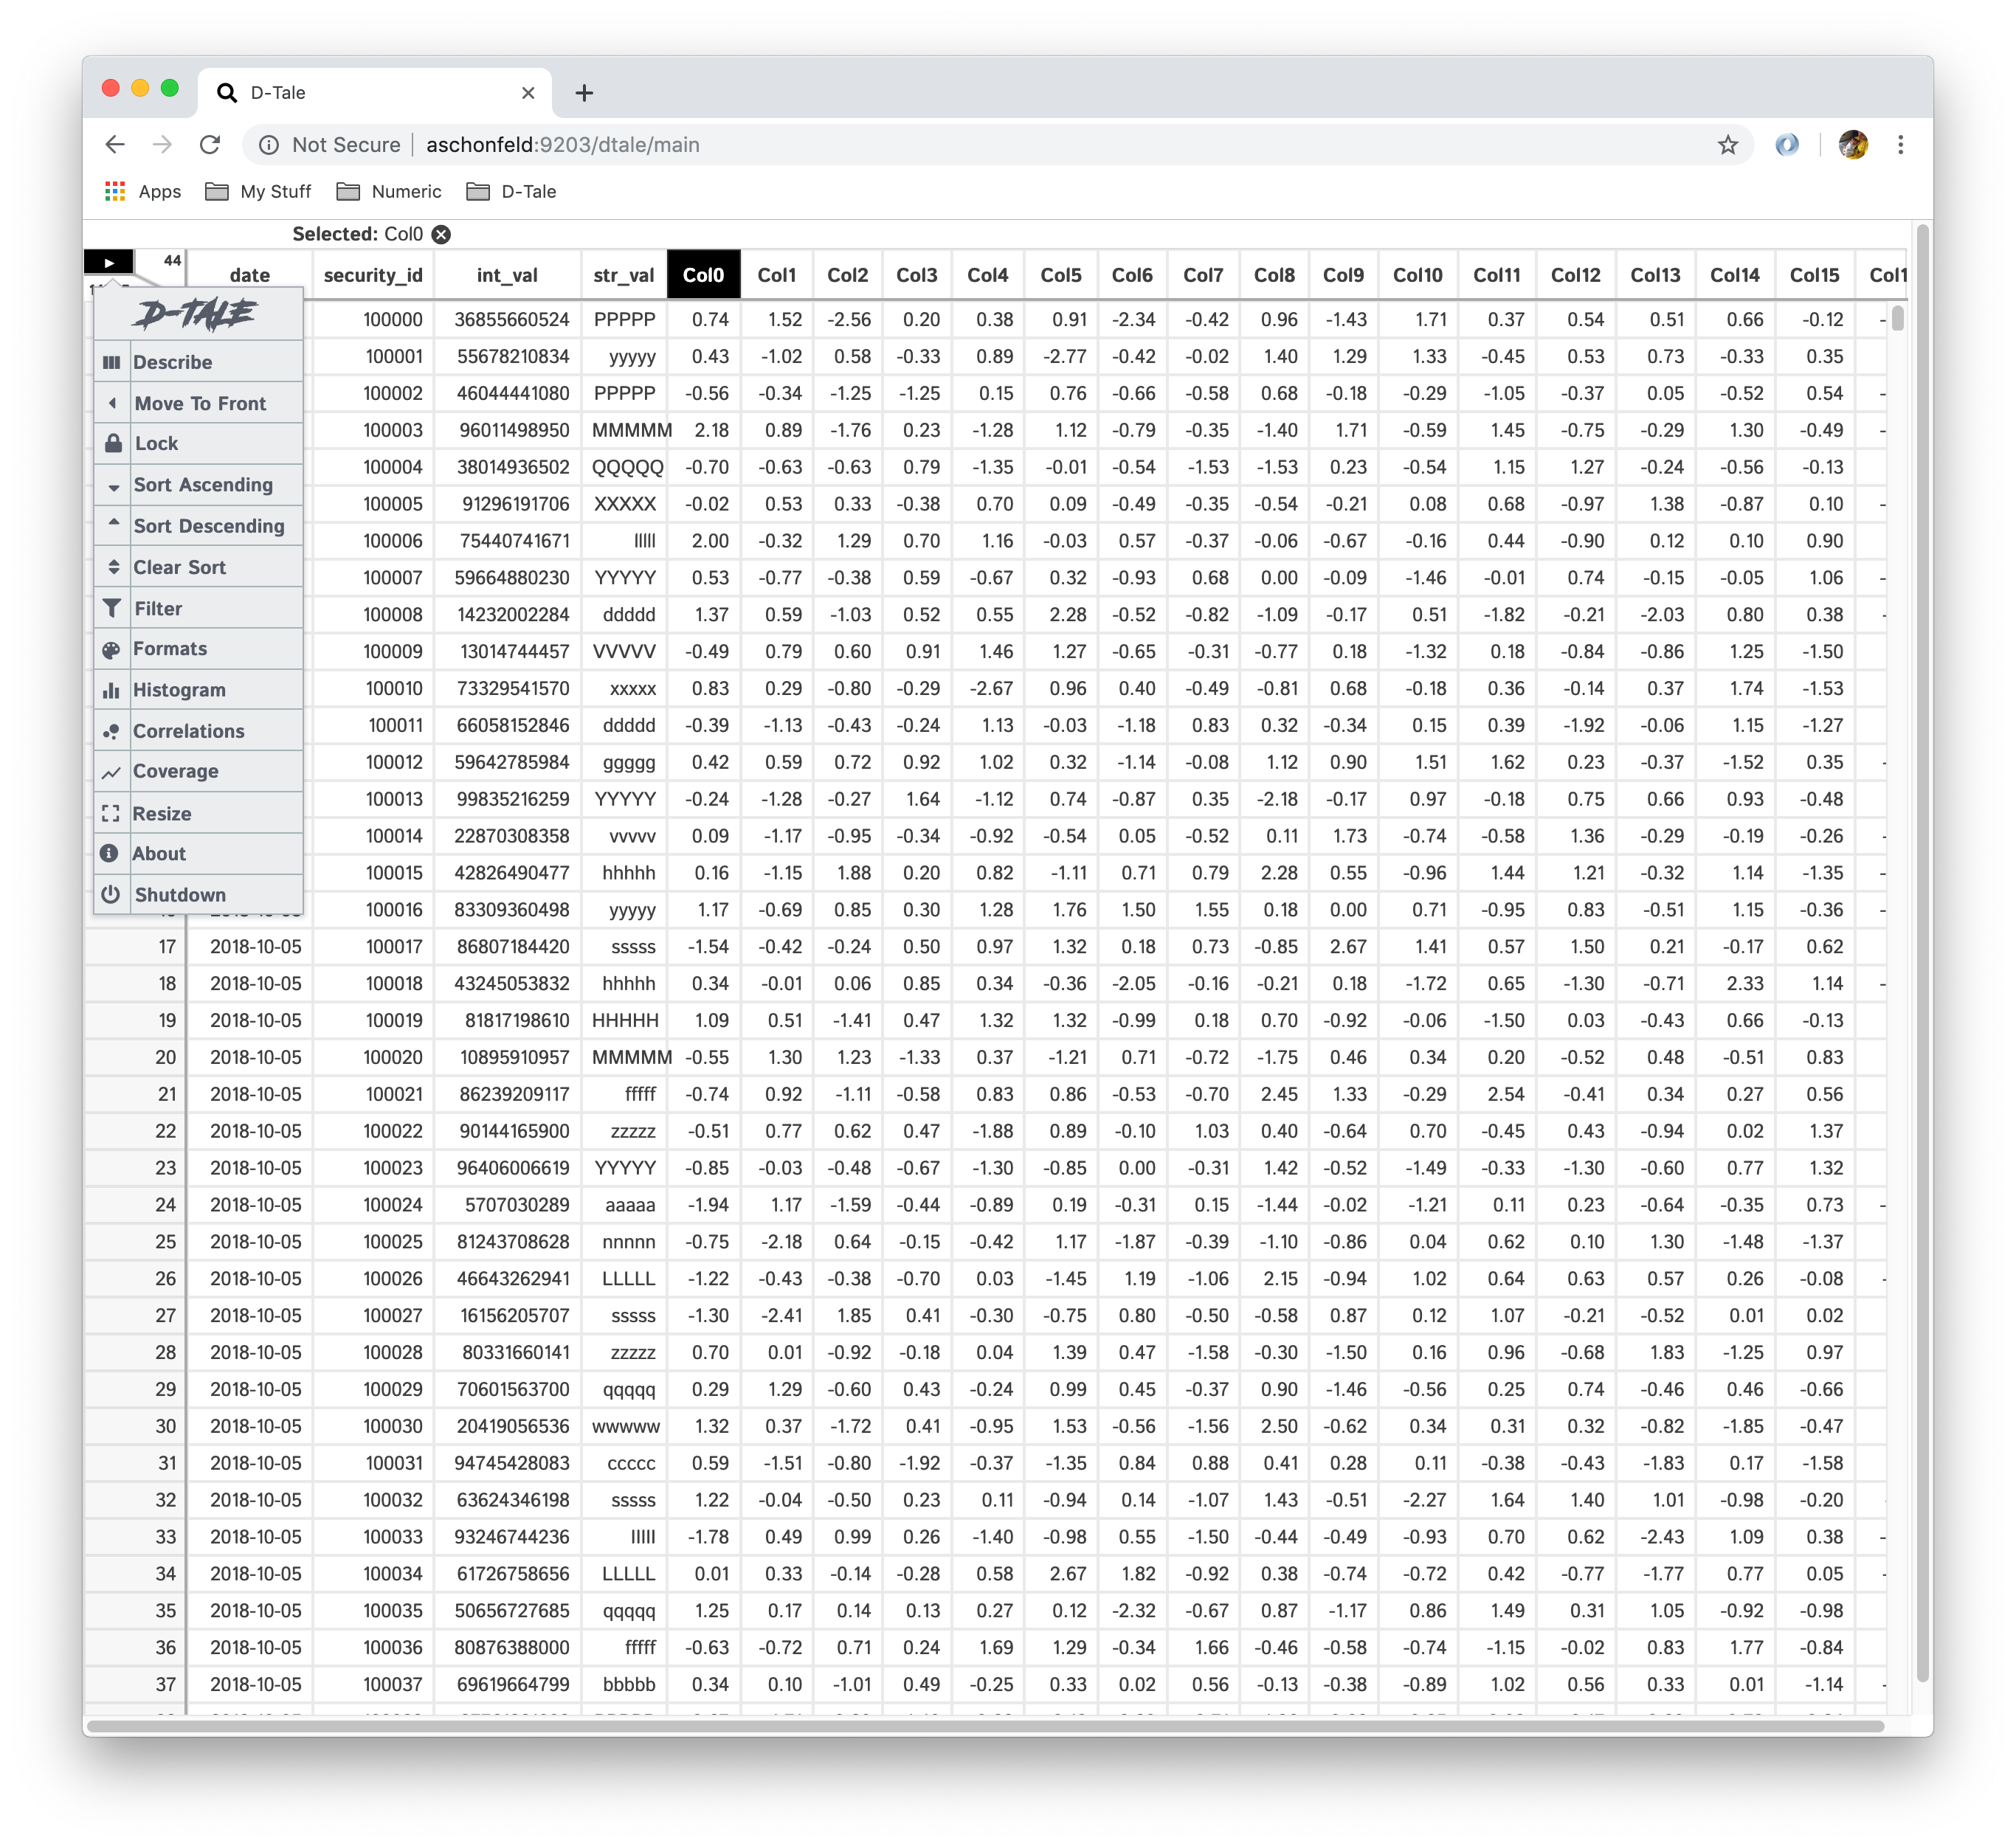 D-Tale
Not Secure aschonfeld:9203/dtale/main
Apps My Stuff Numeric D-Tale
Selected: Col0
44 date security_id int_val str_val Col0 Col1 Col2 Col3 Col4 Col5 Col6 Col7 Col8 Col9 Col10 Col11 Col12 Col13 Col14 Col15
D-TALE
Describe
Move To Front
Lock
Sort Ascending
Sort Descending
Clear Sort
Filter
Formats
Histogram
Correlations
Coverage
Resize
About
Shutdown
100000 36855660524 PPPPP 0.74 1.52 -2.56 0.20 0.38 0.91 -2.34 -0.42 0.96 -1.43 1.71 0.37 0.54 0.51 0.66 -0.12
100001 55678210834 yyyyy 0.43 -1.02 0.58 -0.33 0.89 -2.77 -0.42 -0.02 1.40 1.29 1.33 -0.45 0.53 0.73 -0.33 0.35
100002 46044441080 PPPPP -0.56 -0.34 -1.25 -1.25 0.15 0.76 -0.66 -0.58 0.68 -0.18 -0.29 -1.05 -0.37 0.05 -0.52 0.54
100003 96011498950 MMMMM 2.18 0.89 -1.76 0.23 -1.28 1.12 -0.79 -0.35 -1.40 1.71 -0.59 1.45 -0.75 -0.29 1.30 -0.49
100004 38014936502 QQQQQ -0.70 -0.63 -0.63 0.79 -1.35 -0.01 -0.54 -1.53 -1.53 0.23 -0.54 1.15 1.27 -0.24 -0.56 -0.13
100005 91296191706 XXXXX -0.02 0.53 0.33 -0.38 0.70 0.09 -0.49 -0.35 -0.54 -0.21 0.08 0.68 -0.97 1.38 -0.87 0.10
100006 75440741671 lllll 2.00 -0.32 1.29 0.70 1.16 -0.03 0.57 -0.37 -0.06 -0.67 -0.16 0.44 -0.90 0.12 0.10 0.90
100007 59664880230 YYYYY 0.53 -0.77 -0.38 0.59 -0.67 0.32 -0.93 0.68 0.00 -0.09 -1.46 -0.01 0.74 -0.15 -0.05 1.06
100008 14232002284 ddddd 1.37 0.59 -1.03 0.52 0.55 2.28 -0.52 -0.82 -1.09 -0.17 0.51 -1.82 -0.21 -2.03 0.80 0.38
100009 13014744457 VVVVV -0.49 0.79 0.60 0.91 1.46 1.27 -0.65 -0.31 -0.77 0.18 -1.32 0.18 -0.84 -0.86 1.25 -1.50
100010 73329541570 xxxxx 0.83 0.29 -0.80 -0.29 -2.67 0.96 0.40 -0.49 -0.81 0.68 -0.18 0.36 -0.14 0.37 1.74 -1.53
100011 66058152846 ddddd -0.39 -1.13 -0.43 -0.24 1.13 -0.03 -1.18 0.83 0.32 -0.34 0.15 0.39 -1.92 -0.06 1.15 -1.27
100012 59642785984 ggggg 0.42 0.59 0.72 0.92 1.02 0.32 -1.14 -0.08 1.12 0.90 1.51 1.62 0.23 -0.37 -1.52 0.35
100013 99835216259 YYYYY -0.24 -1.28 -0.27 1.64 -1.12 0.74 -0.87 0.35 -2.18 -0.17 0.97 -0.18 0.75 0.66 0.93 -0.48
100014 22870308358 vvvvv 0.09 -1.17 -0.95 -0.34 -0.92 -0.54 0.05 -0.52 0.11 1.73 -0.74 -0.58 1.36 -0.29 -0.19 -0.26
100015 42826490477 hhhhh 0.16 -1.15 1.88 0.20 0.82 -1.11 0.71 0.79 2.28 0.55 -0.96 1.44 1.21 -0.32 1.14 -1.35
100016 83309360498 yyyyy 1.17 -0.69 0.85 0.30 1.28 1.76 1.50 1.55 0.18 0.00 0.71 -0.95 0.83 -0.51 1.15 -0.36
17 2018-10-05 100017 86807184420 sssss -1.54 -0.42 -0.24 0.50 0.97 1.32 0.18 0.73 -0.85 2.67 1.41 0.57 1.50 0.21 -0.17 0.62
18 2018-10-05 100018 43245053832 hhhhh 0.34 -0.01 0.06 0.85 0.34 -0.36 -2.05 -0.16 -0.21 0.18 -1.72 0.65 -1.30 -0.71 2.33 1.14
19 2018-10-05 100019 81817198610 HHHHH 1.09 0.51 -1.41 0.47 1.32 1.32 -0.99 0.18 0.70 -0.92 -0.06 -1.50 0.03 -0.43 0.66 -0.13
20 2018-10-05 100020 10895910957 MMMMM -0.55 1.30 1.23 -1.33 0.37 -1.21 0.71 -0.72 -1.75 0.46 0.34 0.20 -0.52 0.48 -0.51 0.83
21 2018-10-05 100021 86239209117 fffff -0.74 0.92 -1.11 -0.58 0.83 0.86 -0.53 -0.70 2.45 1.33 -0.29 2.54 -0.41 0.34 0.27 0.56
22 2018-10-05 100022 90144165900 zzzzz -0.51 0.77 0.62 0.47 -1.88 0.89 -0.10 1.03 0.40 -0.64 0.70 -0.45 0.43 -0.94 0.02 1.37
23 2018-10-05 100023 96406006619 YYYYY -0.85 -0.03 -0.48 -0.67 -1.30 -0.85 0.00 -0.31 1.42 -0.52 -1.49 -0.33 -1.30 -0.60 0.77 1.32
24 2018-10-05 100024 5707030289 aaaaa -1.94 1.17 -1.59 -0.44 -0.89 0.19 -0.31 0.15 -1.44 -0.02 -1.21 0.11 0.23 -0.64 -0.35 0.73
25 2018-10-05 100025 81243708628 nnnnn -0.75 -2.18 0.64 -0.15 -0.42 1.17 -1.87 -0.39 -1.10 -0.86 0.04 0.62 0.10 1.30 -1.48 -1.37
26 2018-10-05 100026 46643262941 LLLLL -1.22 -0.43 -0.38 -0.70 0.03 -1.45 1.19 -1.06 2.15 -0.94 1.02 0.64 0.63 0.57 0.26 -0.08
27 2018-10-05 100027 16156205707 sssss -1.30 -2.41 1.85 0.41 -0.30 -0.75 0.80 -0.50 -0.58 0.87 0.12 1.07 -0.21 -0.52 0.01 0.02
28 2018-10-05 100028 80331660141 zzzzz 0.70 0.01 -0.92 -0.18 0.04 1.39 0.47 -1.58 -0.30 -1.50 0.16 0.96 -0.68 1.83 -1.25 0.97
29 2018-10-05 100029 70601563700 qqqqq 0.29 1.29 -0.60 0.43 -0.24 0.99 0.45 -0.37 0.90 -1.46 -0.56 0.25 0.74 -0.46 0.46 -0.66
30 2018-10-05 100030 20419056536 wwwww 1.32 0.37 -1.72 0.41 -0.95 1.53 -0.56 -1.56 2.50 -0.62 0.34 0.31 0.32 -0.82 -1.85 -0.47
31 2018-10-05 100031 94745428083 ccccc 0.59 -1.51 -0.80 -1.92 -0.37 -1.35 0.84 0.88 0.41 0.28 0.11 -0.38 -0.43 -1.83 0.17 -1.58
32 2018-10-05 100032 63624346198 sssss 1.22 -0.04 -0.50 0.23 0.11 -0.94 0.14 -1.07 1.43 -0.51 -2.27 1.64 1.40 1.01 -0.98 -0.20
33 2018-10-05 100033 93246744236 lllll -1.78 0.49 0.99 0.26 -1.40 -0.98 0.55 -1.50 -0.44 -0.49 -0.93 0.70 0.62 -2.43 1.09 0.38
34 2018-10-05 100034 61726758656 LLLLL 0.01 0.33 -0.14 -0.28 0.58 2.67 1.82 -0.92 0.38 -0.74 -0.72 0.42 -0.77 -1.77 0.77 0.05
35 2018-10-05 100035 50656727685 qqqqq 1.25 0.17 0.14 0.13 0.27 0.12 -2.32 -0.67 0.87 -1.17 0.86 1.49 0.31 1.05 -0.92 -0.98
36 2018-10-05 100036 80876388000 fffff -0.63 -0.72 0.71 0.24 1.69 1.29 -0.34 1.66 -0.46 -0.58 -0.74 -1.15 -0.02 0.83 1.77 -0.84
37 2018-10-05 100037 69619664799 bbbbb 0.34 0.10 -1.01 0.49 -0.25 0.33 0.02 0.56 -0.13 -0.38 -0.89 1.02 0.56 0.33 0.01 -1.14